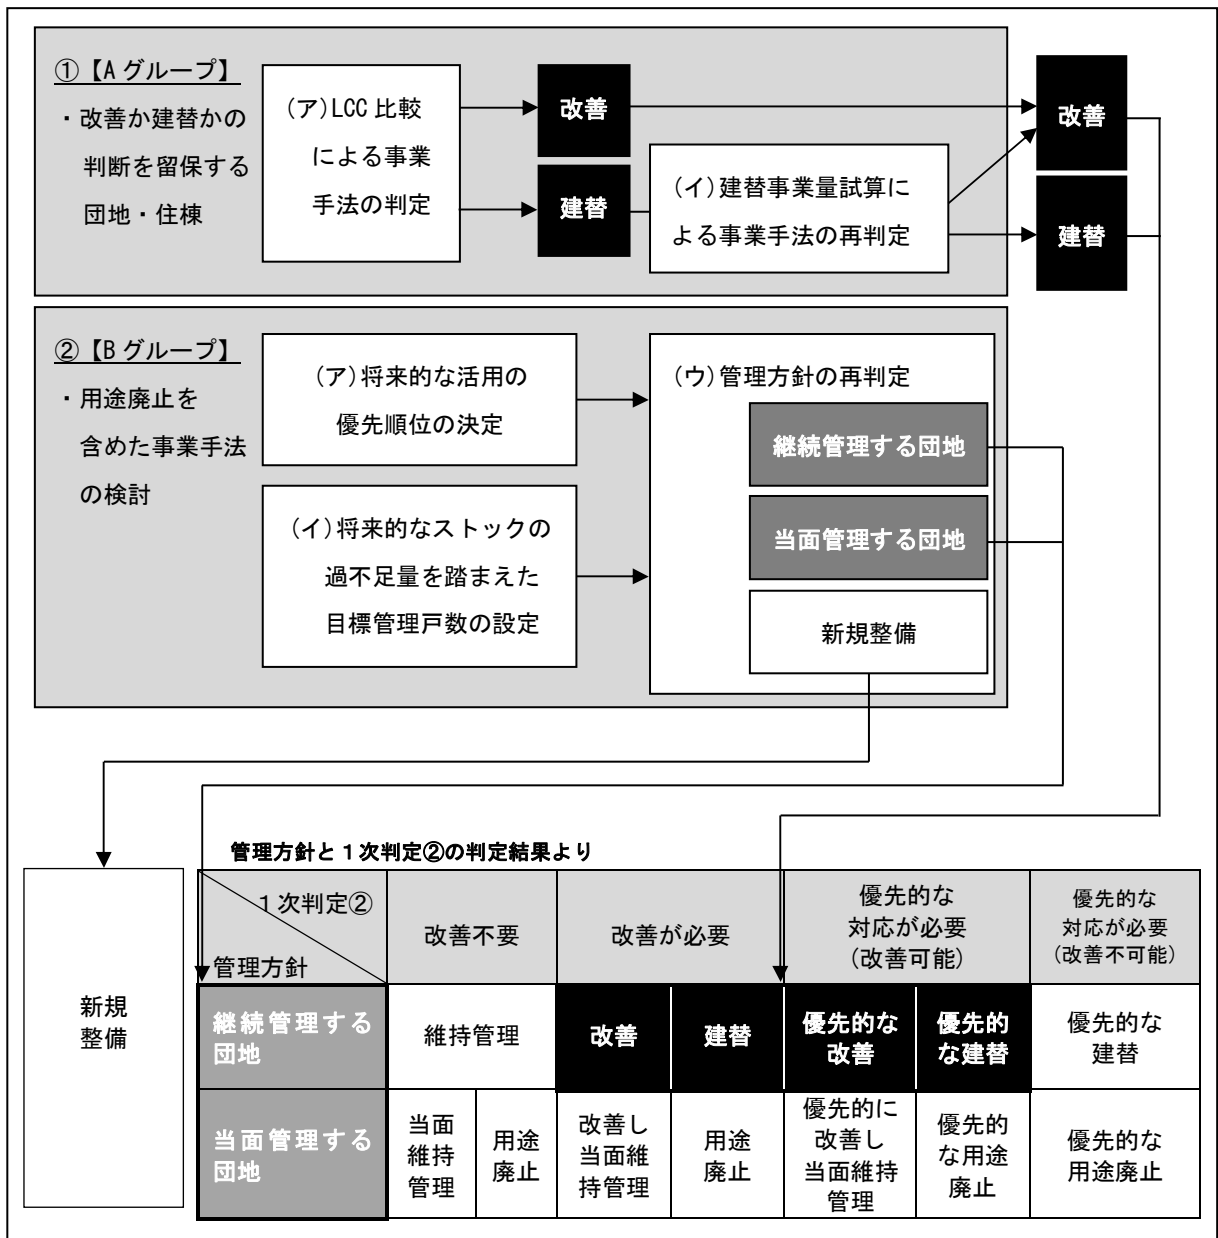 ①【Aグループ】
・改善か建替かの
判断を留保する
団地・住棟
(ア)LCC比較
による事業
手法の判定
改善
建替
(イ)建替事業量試算に
よる事業手法の再判定
改善
建替
②【Bグループ】
・用途廃止を
含めた事業手法
の検討
(ア)将来的な活用の
優先順位の決定
(イ)将来的なストックの
過不足量を踏まえた
目標管理戸数の設定
(ウ)管理方針の再判定
継続管理する団地
当面管理する団地
新規整備
新規
整備
管理方針と1次判定②の判定結果より
1次判定②
管理方針
改善不要
改善が必要
優先的な
対応が必要
(改善可能)
優先的な
対応が必要
(改善不可能)
継続管理する
団地
維持管理
改善
建替
優先的な
改善
優先的
な建替
優先的な
建替
当面管理する
団地
当面
維持
管理
用途
廃止
改善し
当面維
持管理
用途
廃止
優先的に
改善し
当面維持
管理
優先的
な用途
廃止
優先的な
用途廃止